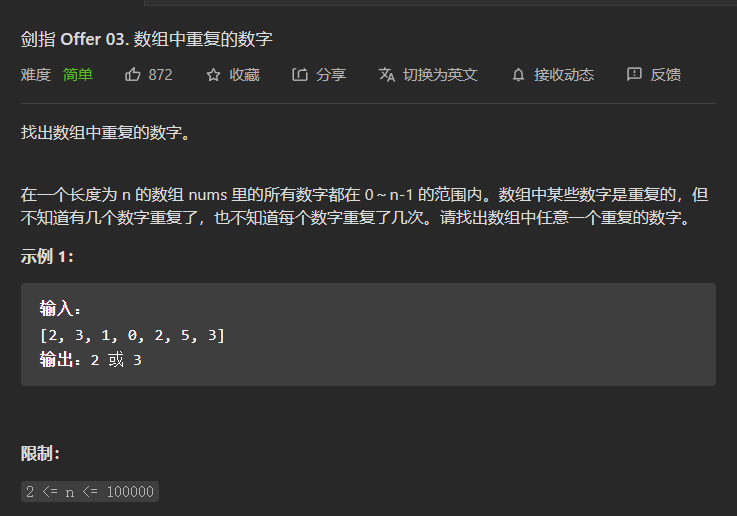 剑指 Offer 03. 数组中重复的数字
难度 简单 872 收藏 分享 切换为英文 接收动态 反馈
找出数组中重复的数字。
在一个长度为 n 的数组 nums 里的所有数字都在 0～n-1 的范围内。数组中某些数字是重复的，但
不知道有几个数字重复了，也不知道每个数字重复了几次。请找出数组中任意一个重复的数字。
示例 1：
输入：
[2, 3, 1, 0, 2, 5, 3]
输出：2 或 3
限制：
2 <= n <= 100000